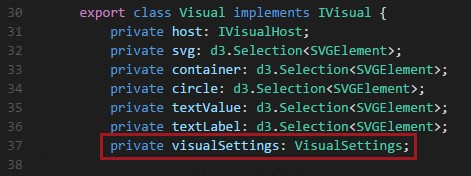 30 export class Visual implements IVisual {
31 private host: IVisualHost;
32 private svg: d3.Selection<SVGElement>;
33 private container: d3.Selection<SVGElement>;
34 private circle: d3.Selection<SVGElement>;
35 private textValue: d3.Selection<SVGElement>;
36 private textLabel: d3.Selection<SVGElement>;
37 private visualSettings: VisualSettings;
38